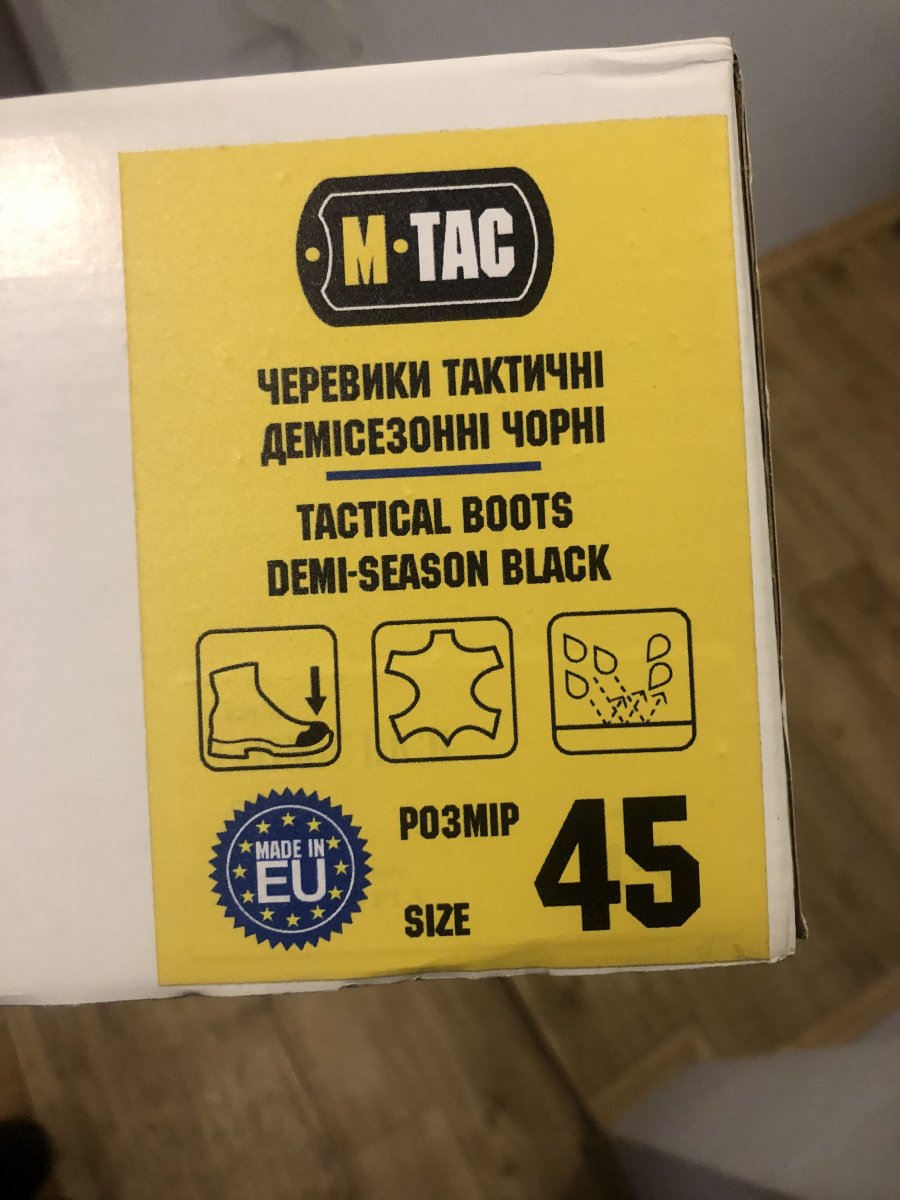 M·TAC
ЧЕРЕВИКИ ТАКТИЧНІ
ДЕМІСЕЗОННІ ЧОРНІ
TACTICAL BOOTS
DEMI-SEASON BLACK
MADE IN
EU
РОЗМІР
SIZE
45